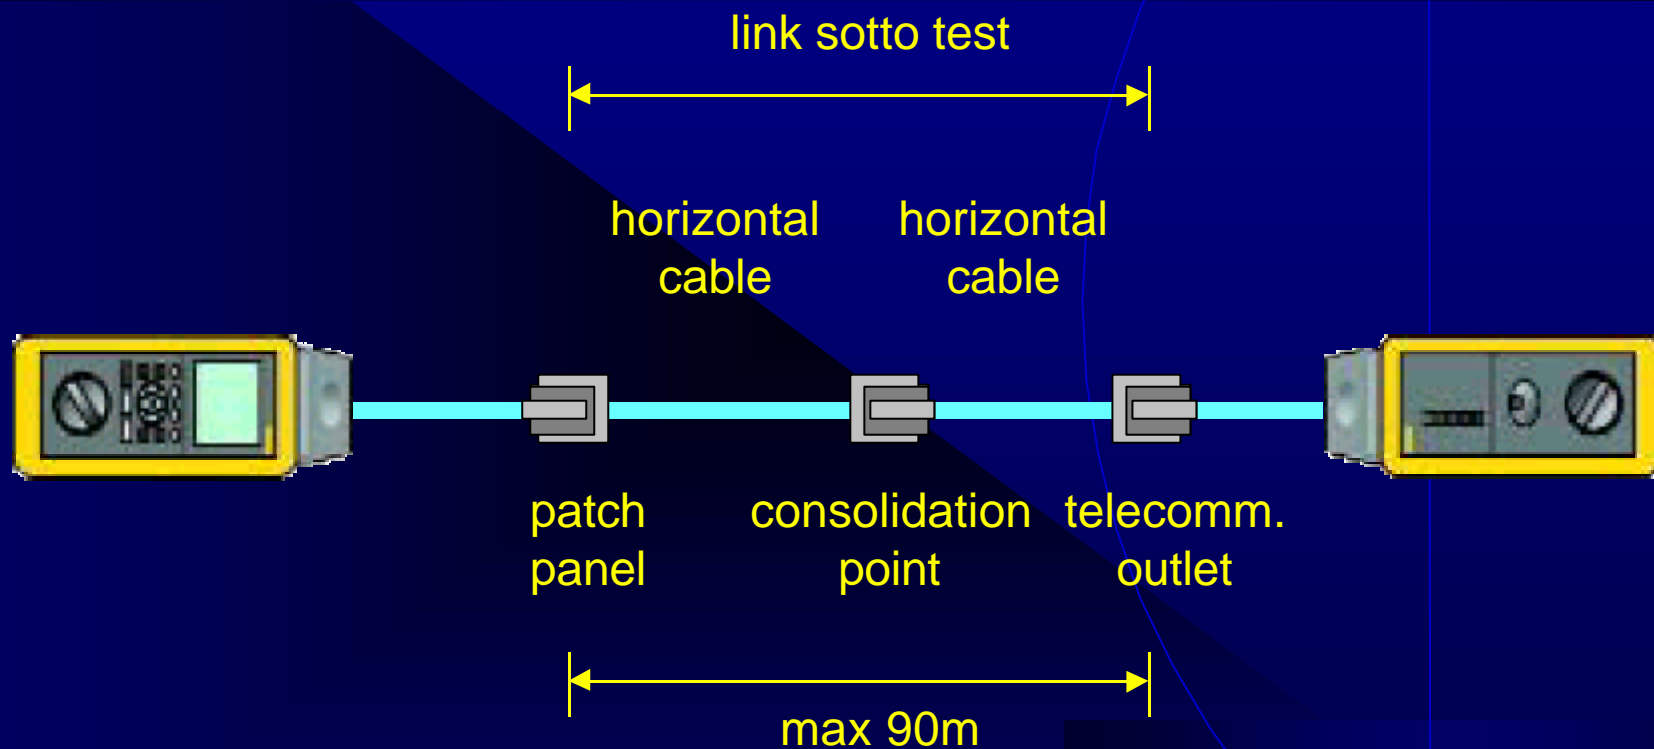 link sotto test
horizontal cable
horizontal cable
patch panel
consolidation point
telecomm. outlet
max 90m